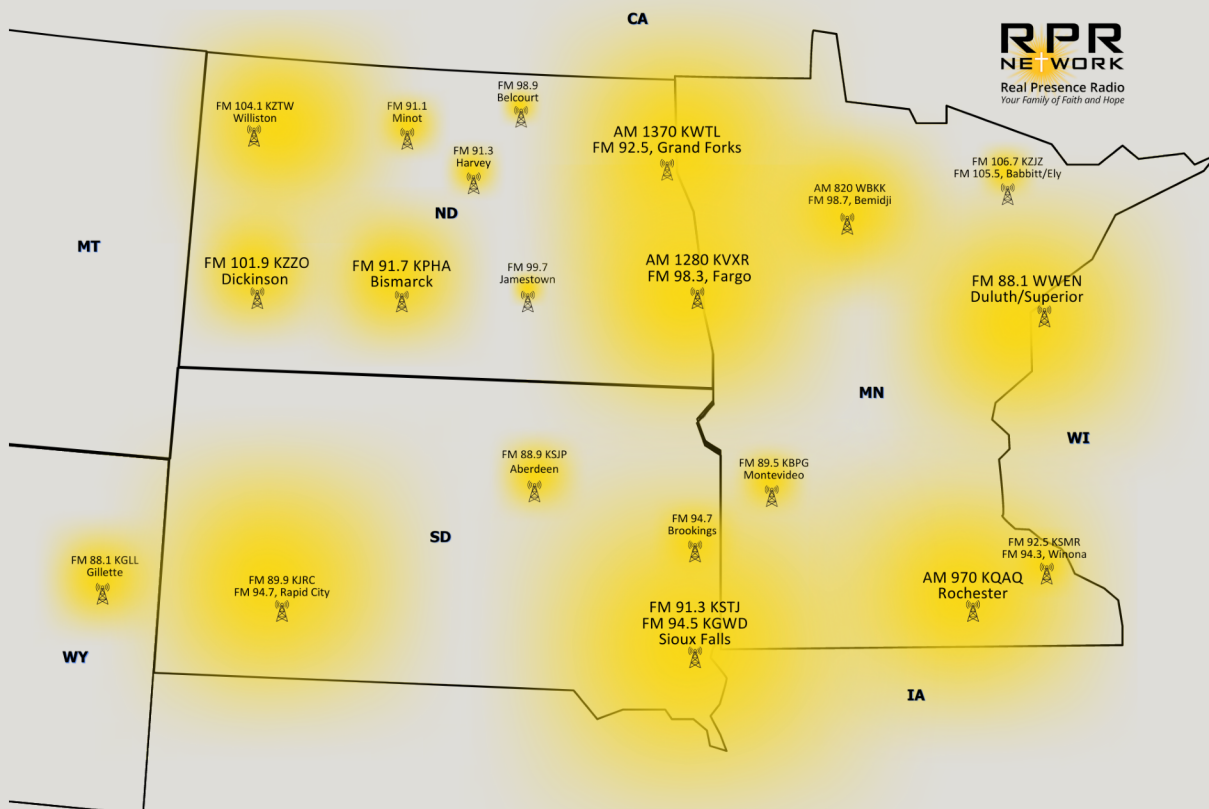 CA
RPR
NETWORK
Real Presence Radio
Your Family of Faith and Hope
FM 104.1 KZTW
Williston
FM 91.1
Minot
FM 98.9
Belcourt
FM 91.3
Harvey
AM 1370 KWTL
FM 92.5, Grand Forks
AM 820 WBKK
FM 98.7, Bemidji
FM 106.7 KZJZ
FM 105.5, Babbitt/Ely
ND
MT
FM 101.9 KZZO
Dickinson
FM 91.7 KPHA
Bismarck
FM 99.7
Jamestown
AM 1280 KVXR
FM 98.3, Fargo
FM 88.1 WWEN
Duluth/Superior
MN
WI
FM 88.9 KSJP
Aberdeen
FM 89.5 KBPG
Montevideo
SD
FM 94.7
Brookings
FM 88.1 KGLL
Gillette
FM 89.9 KJRC
FM 94.7, Rapid City
FM 91.3 KSTJ
FM 94.5 KGWD
Sioux Falls
FM 92.5 KSMR
FM 94.3, Winona
AM 970 KQAQ
Rochester
WY
IA